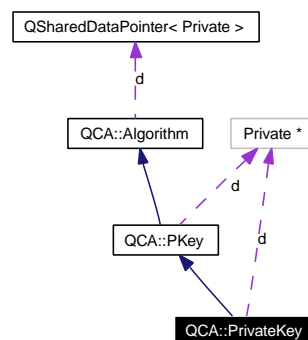 QSharedDataPointer< Private >
d
QCA::Algorithm
Private *
d
QCA::PKey
d
QCA::PrivateKey